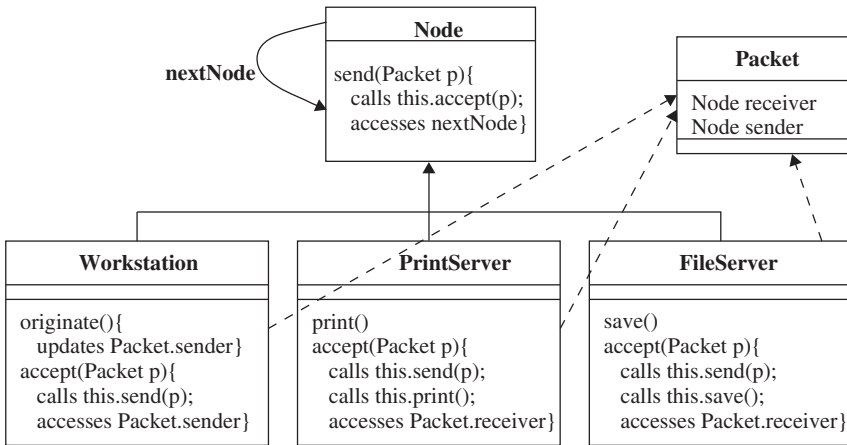 Node
nextNode
send(Packet p){
calls this.accept(p);
accesses nextNode}
Packet
Node receiver
Node sender
Workstation
originate(){
updates Packet.sender}
accept(Packet p){
calls this.send(p);
accesses Packet.sender}
PrintServer
print()
accept(Packet p){
calls this.send(p);
calls this.print();
accesses Packet.receiver}
FileServer
save()
accept(Packet p){
calls this.send(p);
calls this.save();
accesses Packet.receiver}